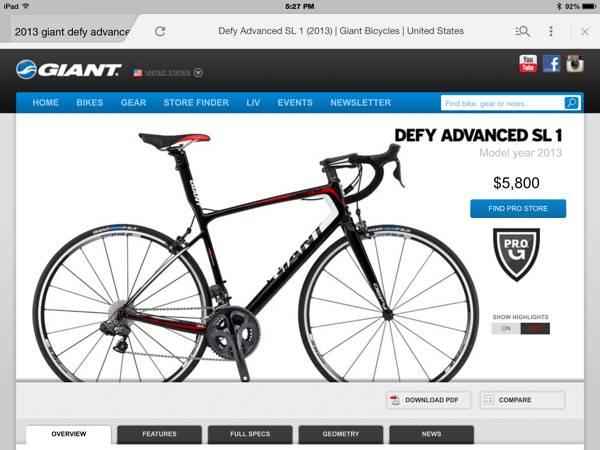 iPad 5:27 PM 92%
2013 giant defy advance
Defy Advanced SL 1 (2013) | Giant Bicycles | United States
GIANT
UNITED STATES
You Tube
HOME BIKES GEAR STORE FINDER LIV EVENTS NEWSLETTER
Find bike, gear or news...
DEFY ADVANCED SL 1
Model year 2013
$5,800
FIND PRO STORE
P.R.O.
G
GIANT
GIANT
SHOW HIGHLIGHTS
ON OFF
DOWNLOAD PDF
COMPARE
OVERVIEW FEATURES FULL SPECS GEOMETRY NEWS